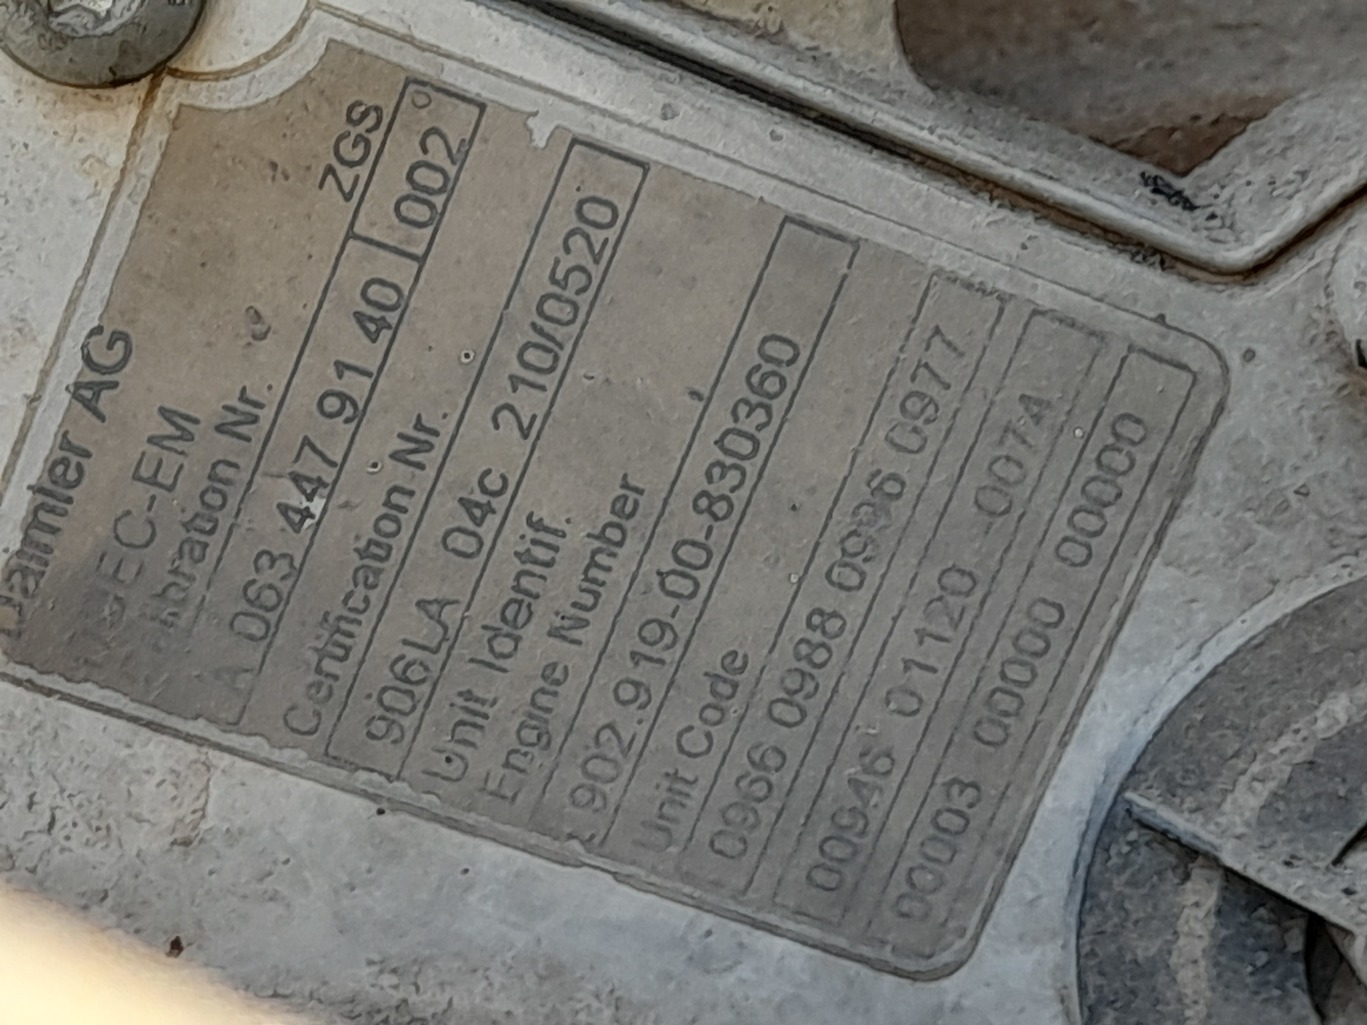 Daimler AG
EC-EM
ibration Nr. ZGS
A 063 447 91 40 002
Certification Nr
906LA 04c 210/0520
Unit Identif.
Engine Number
902.919-00-830360
Unit Code
0966 0988 0996 0977
00946 01120 0074
00003 00000 00000